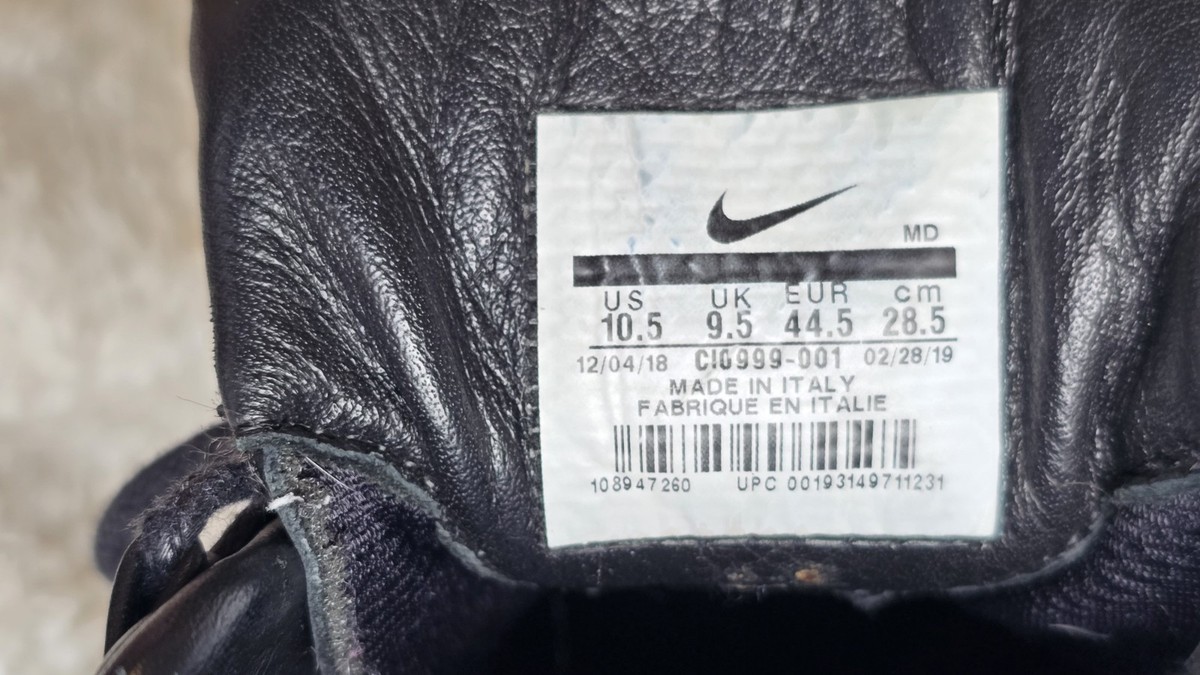 MD
US UK EUR cm
10.5 9.5 44.5 28.5
12/04/18 CI0999-001 02/28/19
MADE IN ITALY
FABRIQUE EN ITALIE
108947260 UPC 00193149711231